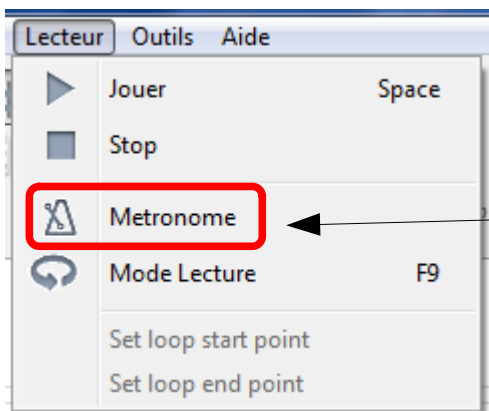 Lecteur Outils Aide
Jouer Space
Stop
Metronome
Mode Lecture F9
Set loop start point
Set loop end point